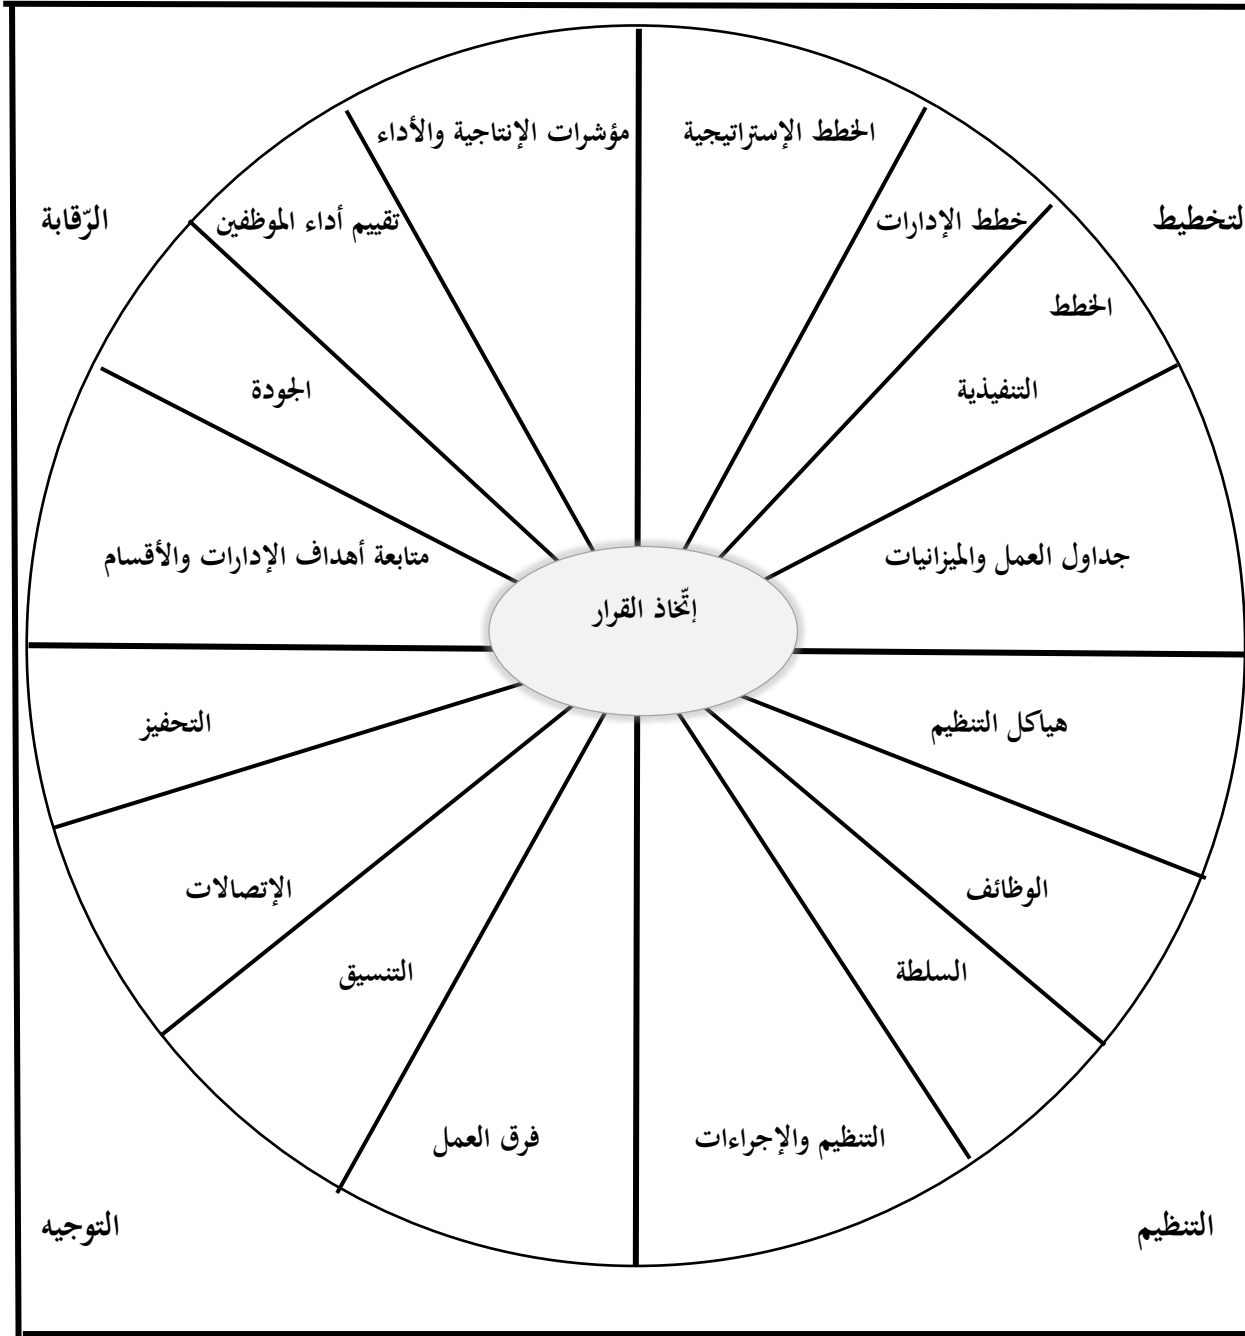 الخطط الإستراتيجية
مؤشرات الإنتاجية والأداء
لتخطيط
خطط الإدارات
تقييم أداء الموظفين
الرّقابة
الخطط
التنفيذية
الجودة
جداول العمل والميزانيات
متابعة أهداف الإدارات والأقسام
إتّخاذ القرار
هياكل التنظيم
التحفيز
الوظائف
الإتصالات
السلطة
التنسيق
التنظيم والإجراءات
فرق العمل
التنظيم
التوجيه